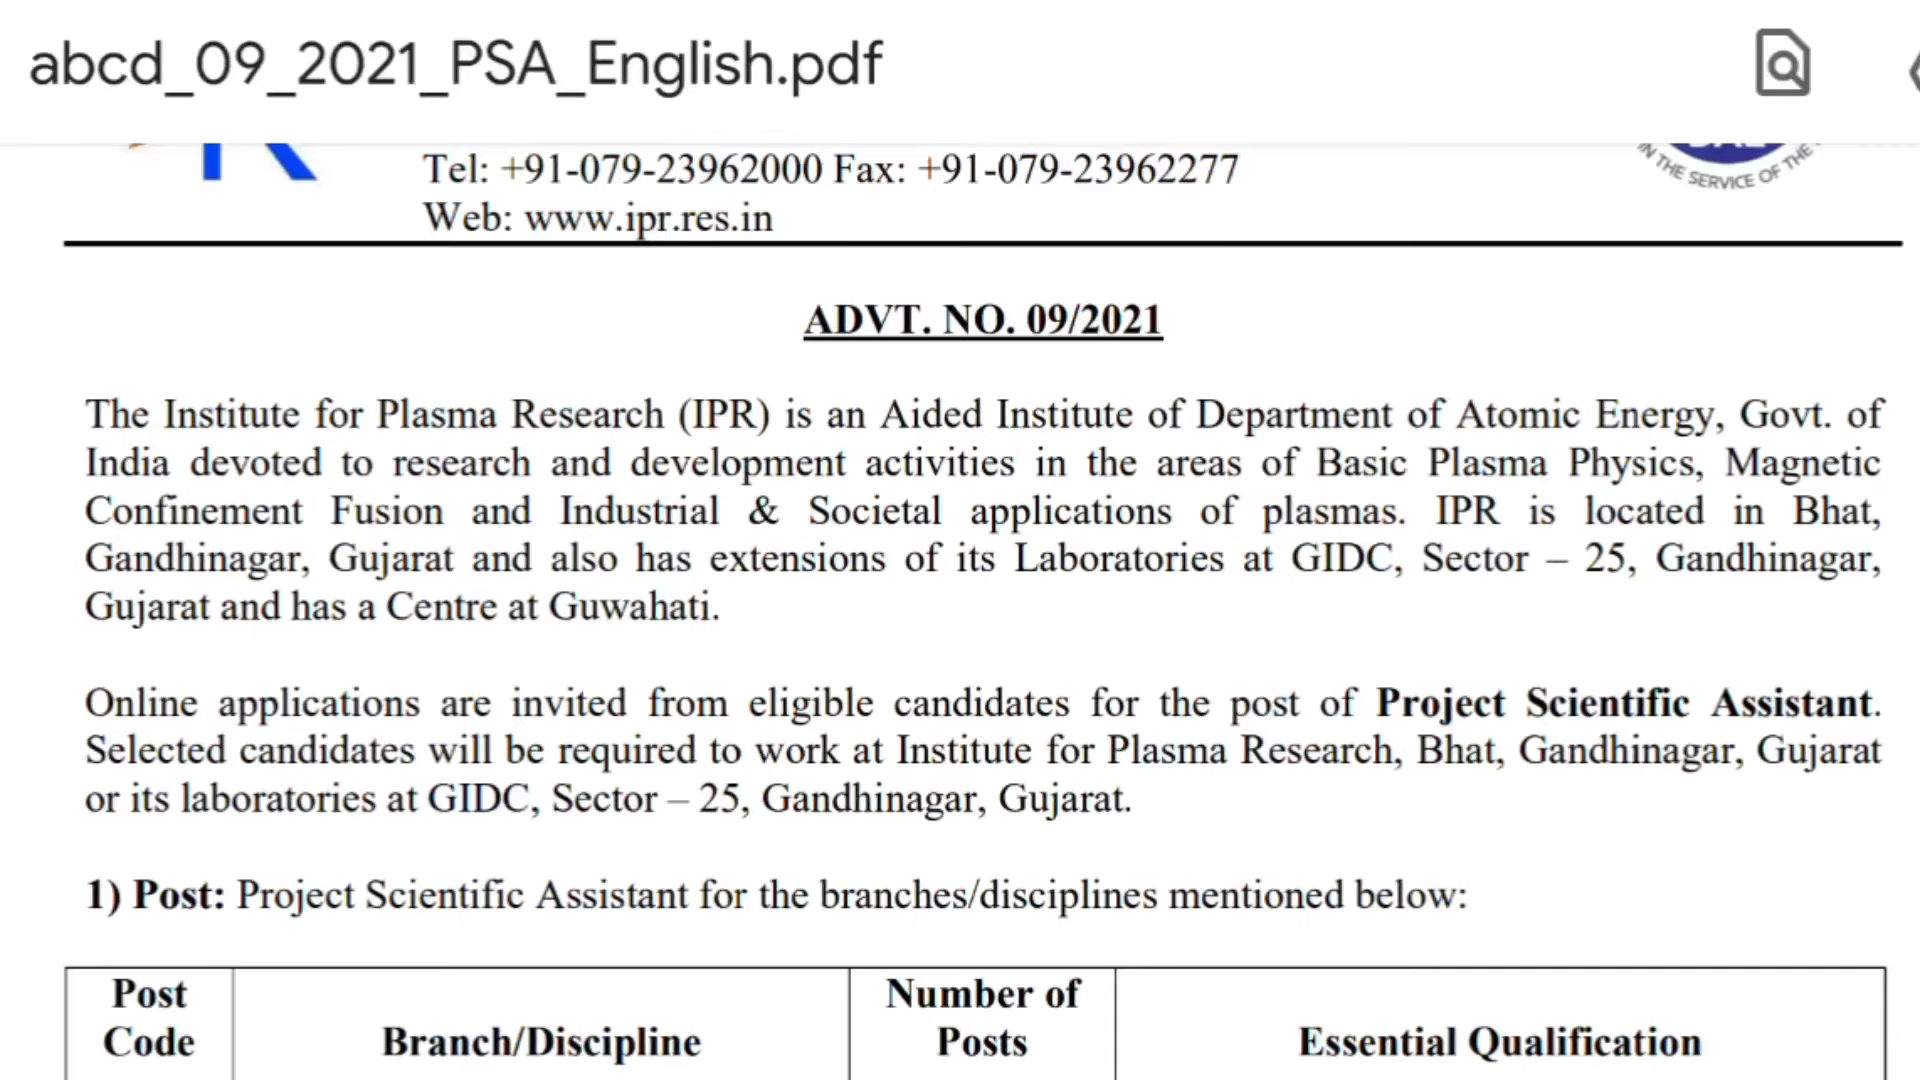 abcd_09_2021_PSA_English.pdf
Tel: +91-079-23962000 Fax: +91-079-23962277
Web: www.ipr.res.in
IN THE SERVICE OF THE
ADVT. NO. 09/2021
The Institute for Plasma Research (IPR) is an Aided Institute of Department of Atomic Energy, Govt. of
India devoted to research and development activities in the areas of Basic Plasma Physics, Magnetic
Confinement Fusion and Industrial & Societal applications of plasmas. IPR is located in Bhat,
Gandhinagar, Gujarat and also has extensions of its Laboratories at GIDC, Sector – 25, Gandhinagar,
Gujarat and has a Centre at Guwahati.
Online applications are invited from eligible candidates for the post of Project Scientific Assistant.
Selected candidates will be required to work at Institute for Plasma Research, Bhat, Gandhinagar, Gujarat
or its laboratories at GIDC, Sector – 25, Gandhinagar, Gujarat.
1) Post: Project Scientific Assistant for the branches/disciplines mentioned below:
Post Code
Branch/Discipline
Number of Posts
Essential Qualification